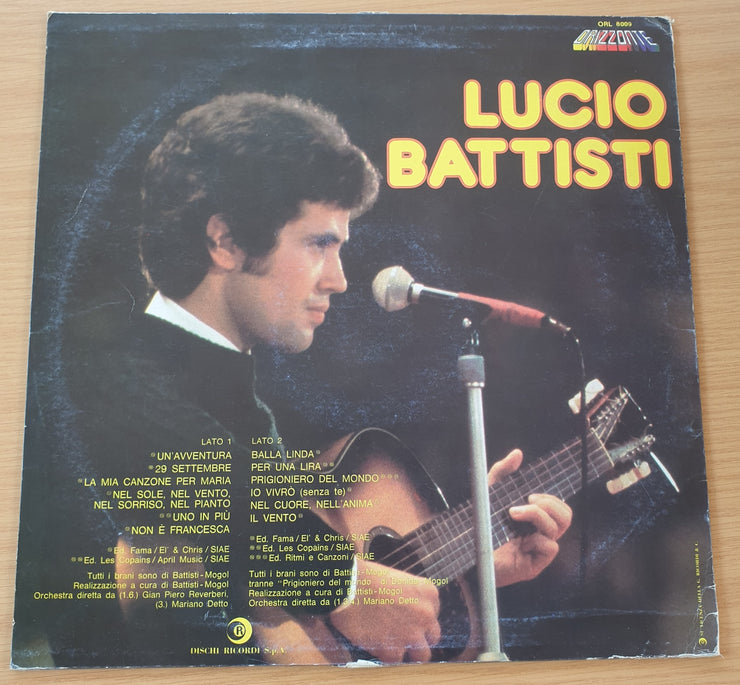 ORL 8009
ORIZZONTE
LUCIO
BATTISTI
LATO 1
*UN'AVVENTURA
*29 SETTEMBRE
*LA MIA CANZONE PER MARIA
*NEL SOLE, NEL VENTO,
NEL SORRISO, NEL PIANTO
**UNO IN PIÙ
*NON È FRANCESCA
*Ed. Fama/El' & Chris/SIAE
**Ed. Les Copains/April Music/SIAE
Tutti i brani sono di Battisti-Mogol
Realizzazione a cura di Battisti-Mogol
Orchestra diretta da (1.6.) Gian Piero Reverberi,
(3.) Mariano Detto
LATO 2
BALLA LINDA*
PER UNA LIRA**
PRIGIONIERO DEL MONDO***
IO VIVRÒ (senza te)*
NEL CUORE, NELL'ANIMA*
IL VENTO*
*Ed. Fama/El' & Chris/SIAE
**Ed. Les Copains/SIAE
***Ed. Ritmi e Canzoni/SIAE
Tutti i brani sono di Battisti-Mogol
tranne "Prigioniero del mondo" di Donida-Mogol
Realizzazione a cura di Battisti-Mogol
Orchestra diretta da (1.3.4.) Mariano Detto
R
DISCHI RICORDI S.p.A.